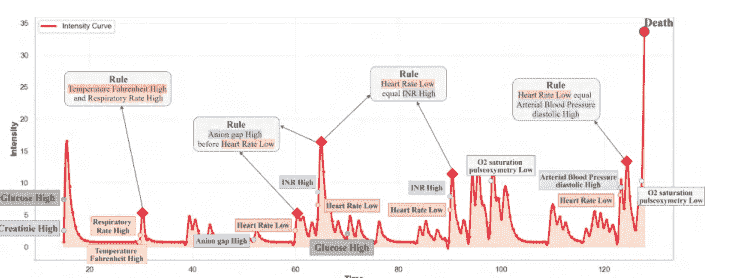 35
30
25
20
15
10
5
0
Intensity
Intensity Curve
Death
Rule
Temperature Fahrenheit High
and Respiratory Rate High
Rule
Anion gap High
before Heart Rate Low
Rule
Heart Rate Low
equal INR High
Rule
Heart Rate Low equal
Arterial Blood Pressure
diastolic High
Glucose High
Creatinie High
Respiratory
Rate High
Temperature
Fahrenheit High
Anion gap High
Heart Rate Low
INR High
Heart Rate Low
Glucose High
INR High
Heart Rate Low
O2 saturation
pulseoxymetry Low
Arterial Blood Pressure
diastolic High
Heart Rate Low
O2 saturation
pulseoxymetry Low
20
40
60
80
100
120
Time